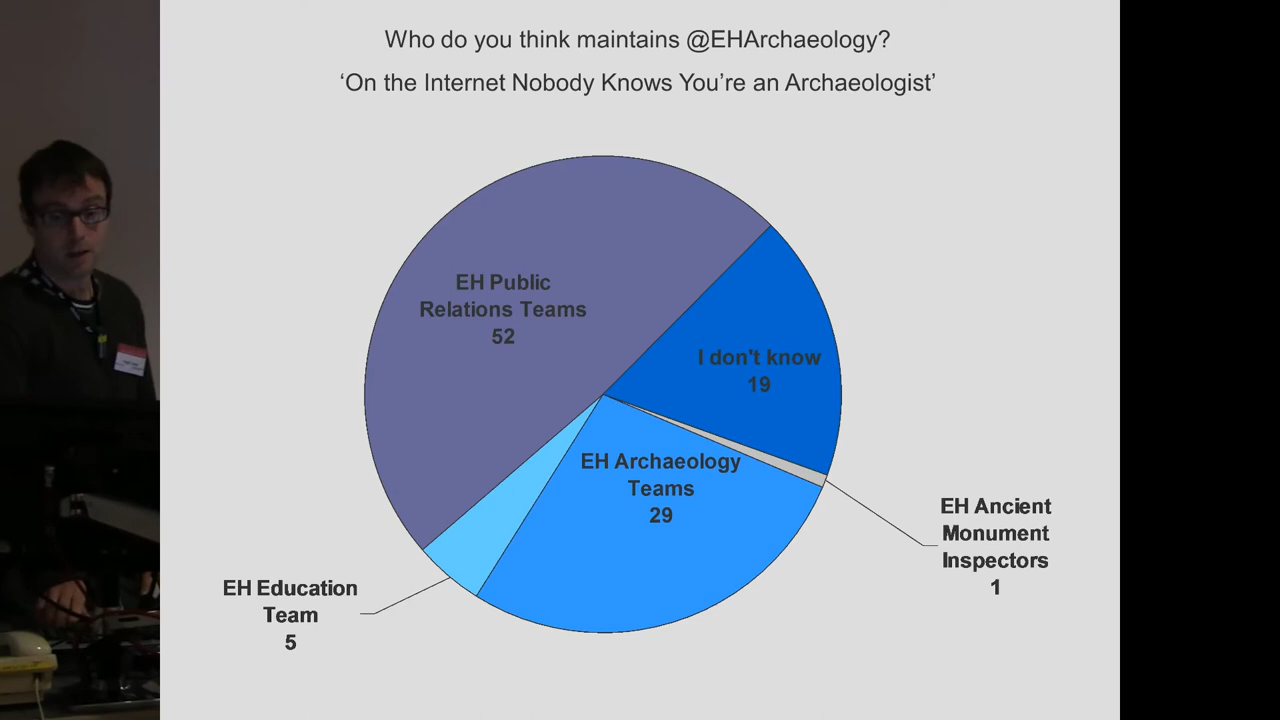 Who do you think maintains @EHArchaeology?
‘On the Internet Nobody Knows You’re an Archaeologist’
EH Public
Relations Teams
52
I don't know
19
EH Archaeology
Teams
29
EH Ancient
Monument
Inspectors
1
EH Education
Team
5